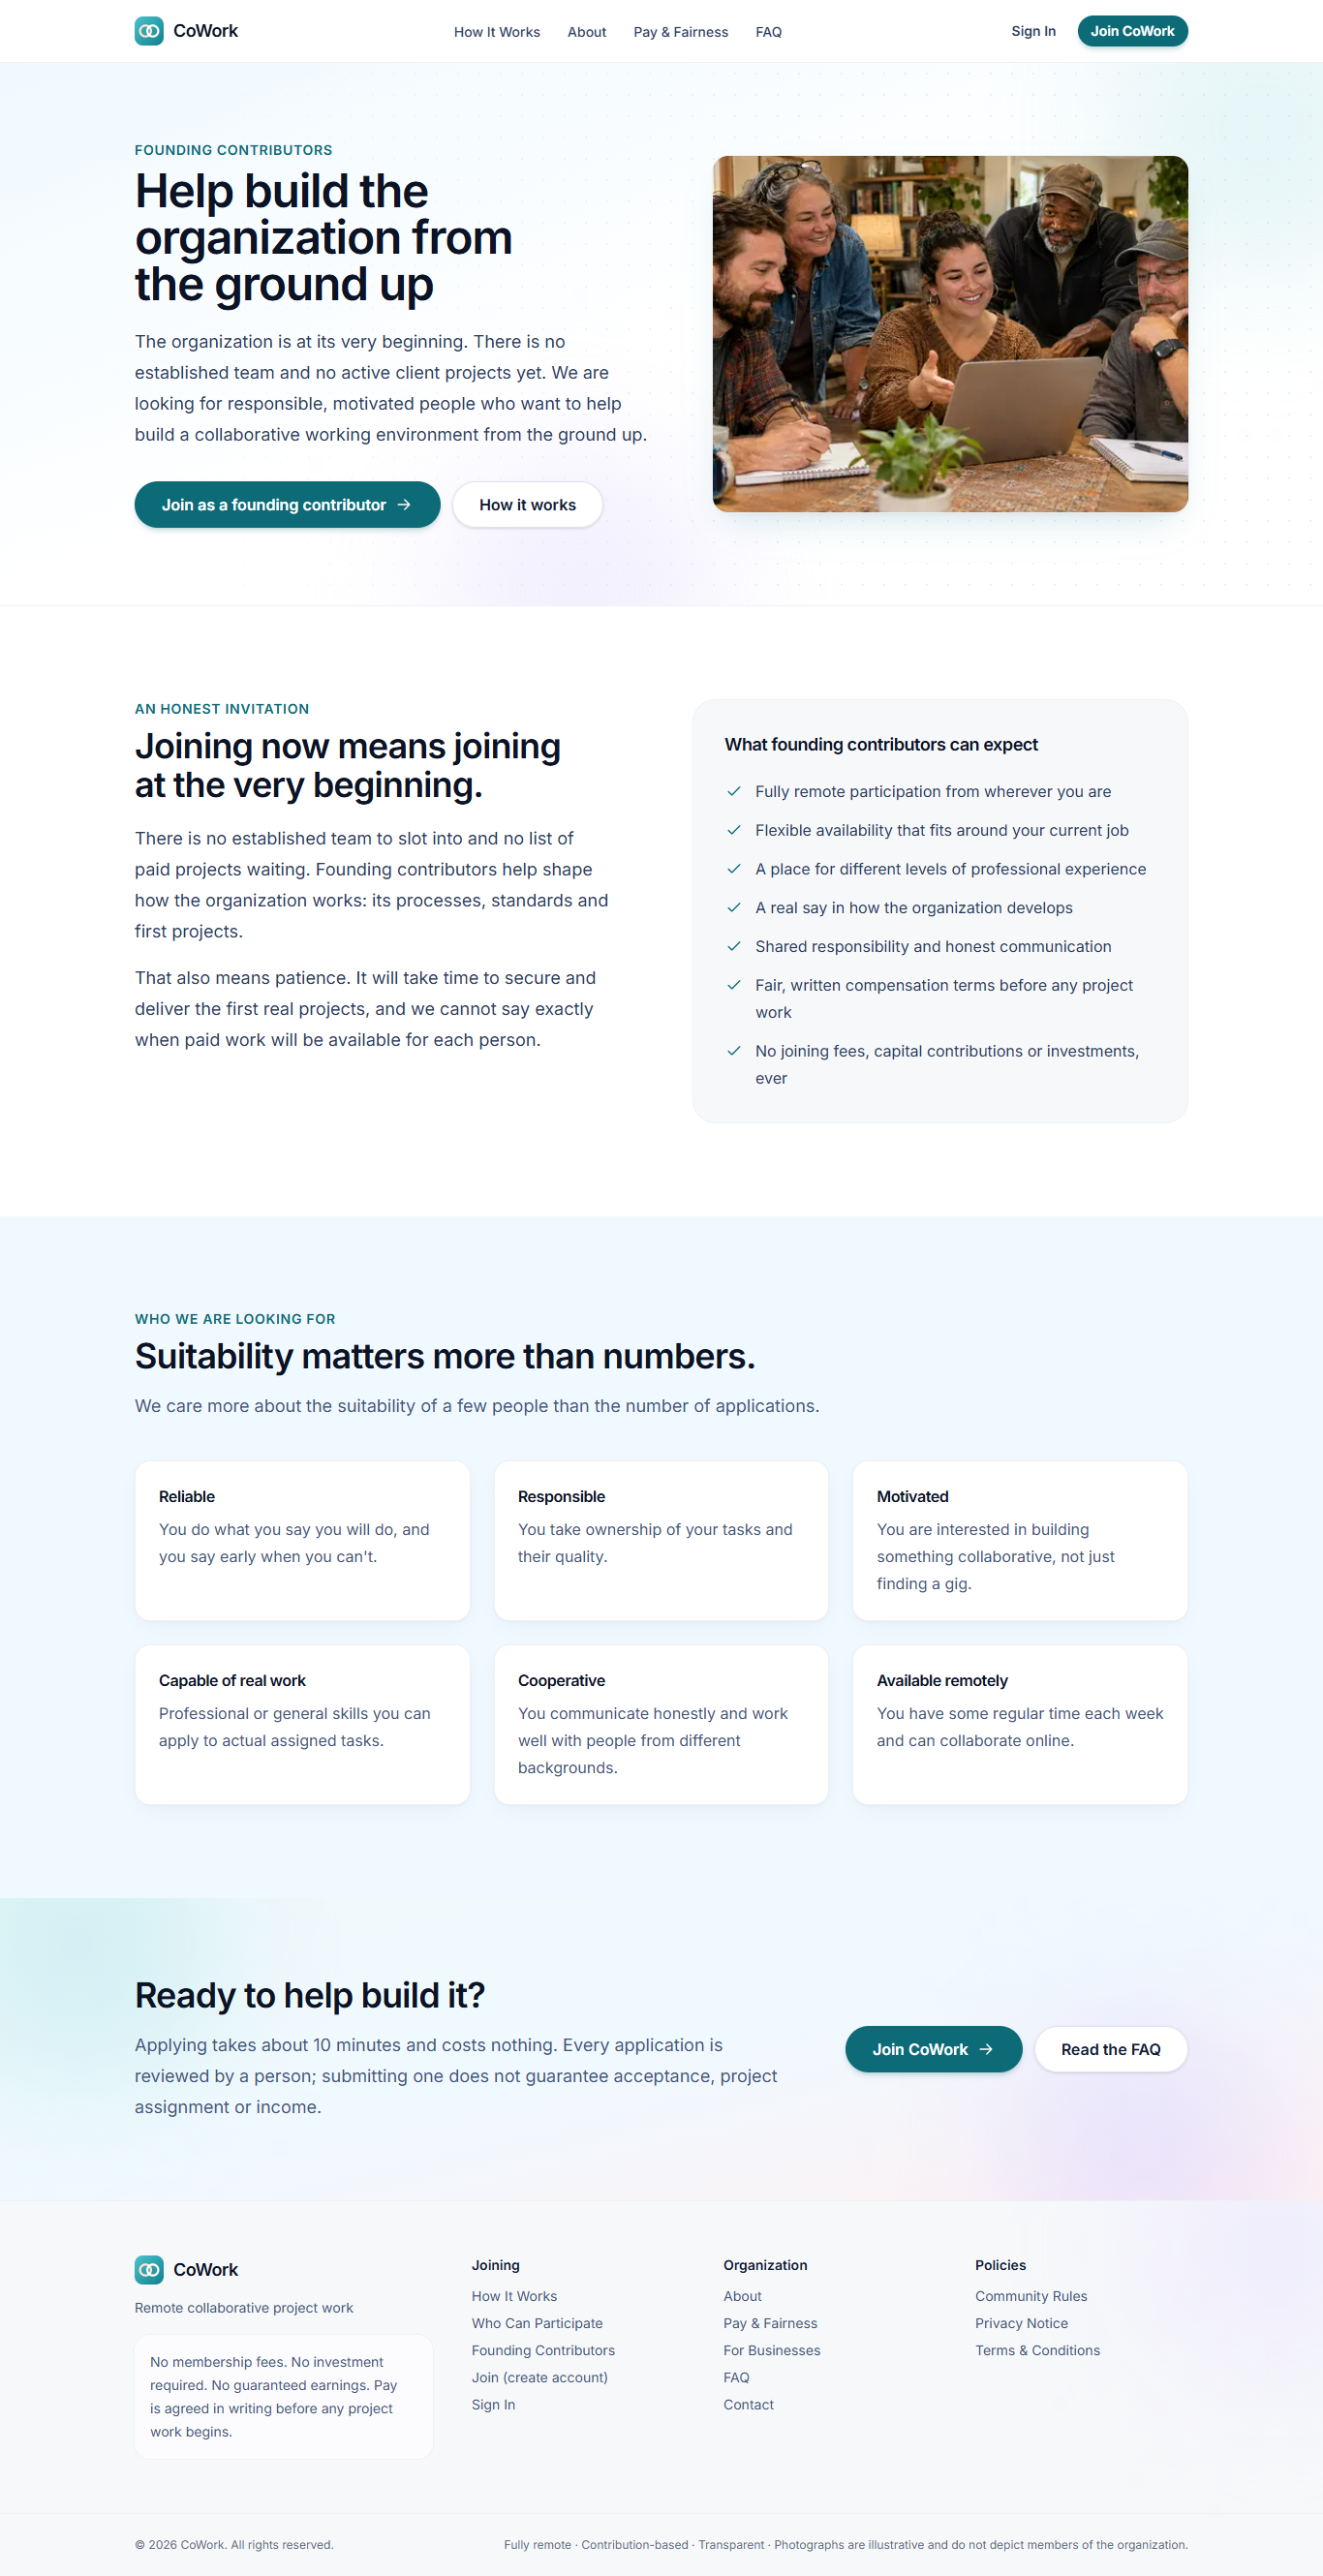 CoWork
How It Works
About
Pay & Fairness
FAQ
Sign In
Join CoWork
FOUNDING CONTRIBUTORS
Help build the
organization from
the ground up
The organization is at its very beginning. There is no
established team and no active client projects yet. We are
looking for responsible, motivated people who want to help
build a collaborative working environment from the ground up.
Join as a founding contributor →
How it works
AN HONEST INVITATION
Joining now means joining
at the very beginning.
There is no established team to slot into and no list of
paid projects waiting. Founding contributors help shape
how the organization works: its processes, standards and
first projects.
That also means patience. It will take time to secure and
deliver the first real projects, and we cannot say exactly
when paid work will be available for each person.
What founding contributors can expect
Fully remote participation from wherever you are
Flexible availability that fits around your current job
A place for different levels of professional experience
A real say in how the organization develops
Shared responsibility and honest communication
Fair, written compensation terms before any project
work
No joining fees, capital contributions or investments,
ever
WHO WE ARE LOOKING FOR
Suitability matters more than numbers.
We care more about the suitability of a few people than the number of applications.
Reliable
You do what you say you will do, and
you say early when you can't.
Responsible
You take ownership of your tasks and
their quality.
Motivated
You are interested in building
something collaborative, not just
finding a gig.
Capable of real work
Professional or general skills you can
apply to actual assigned tasks.
Cooperative
You communicate honestly and work
well with people from different
backgrounds.
Available remotely
You have some regular time each week
and can collaborate online.
Ready to help build it?
Applying takes about 10 minutes and costs nothing. Every application is
reviewed by a person; submitting one does not guarantee acceptance, project
assignment or income.
Join CoWork →
Read the FAQ
CoWork
Remote collaborative project work
No membership fees. No investment
required. No guaranteed earnings. Pay
is agreed in writing before any project
work begins.
Joining
How It Works
Who Can Participate
Founding Contributors
Join (create account)
Sign In
Organization
About
Pay & Fairness
For Businesses
FAQ
Contact
Policies
Community Rules
Privacy Notice
Terms & Conditions
© 2026 CoWork. All rights reserved.
Fully remote · Contribution-based · Transparent · Photographs are illustrative and do not depict members of the organization.